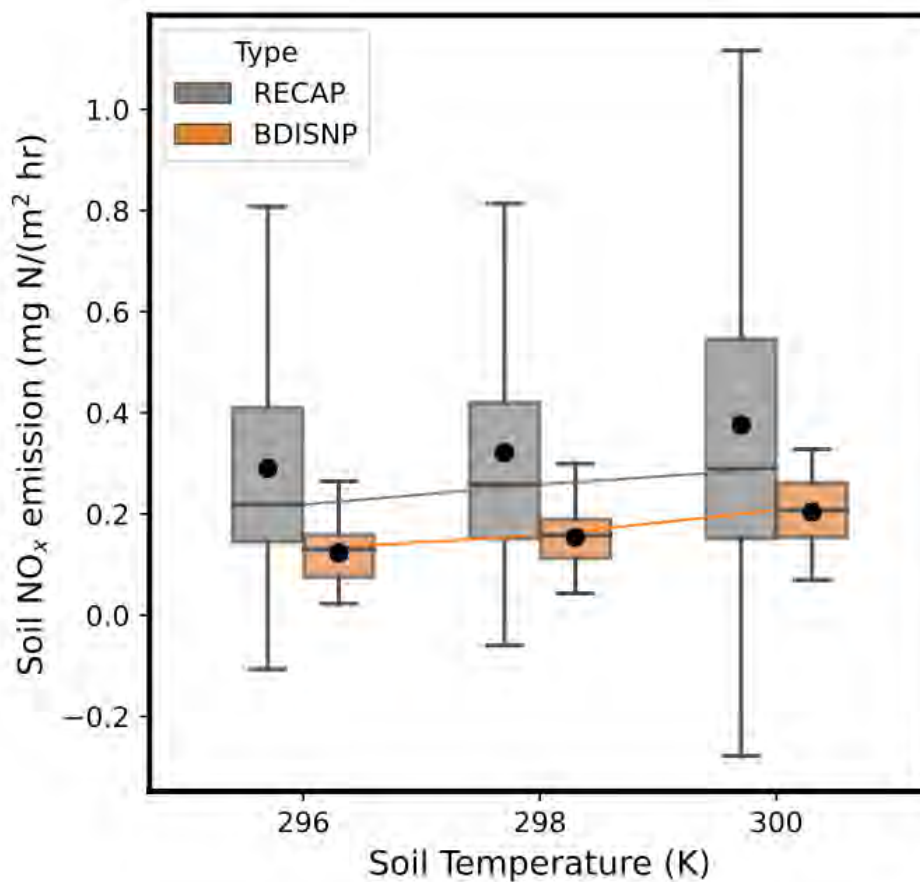 Type
RECAP
BDISNP
1.0
0.8
0.6
0.4
0.2
0.0
−0.2
Soil NOₓ emission (mg N/(m² hr)
296 298 300
Soil Temperature (K)